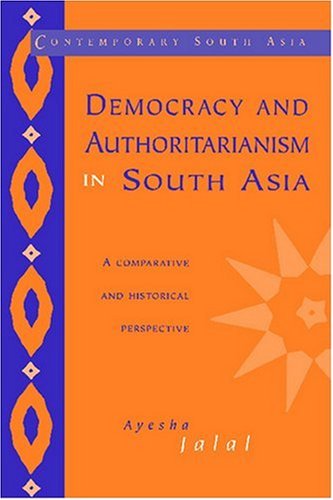 CONTEMPORARY SOUTH ASIA
DEMOCRACY AND
AUTHORITARIANISM
IN SOUTH ASIA
A COMPARATIVE
AND HISTORICAL
PERSPECTIVE
Ayesha
Jalal